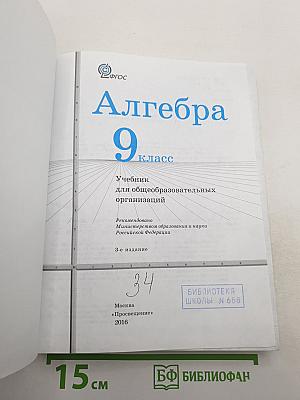 ФГОС
Алгебра
9 класс
Учебник
для общеобразовательных
организаций
Рекомендовано
Министерством образования и науки
Российской Федерации
3-е издание
34
БИБЛИОТЕКА
ШКОЛЫ № 656
Москва
«Просвещение»
2016
15 см
БФ БИБЛИОФАН